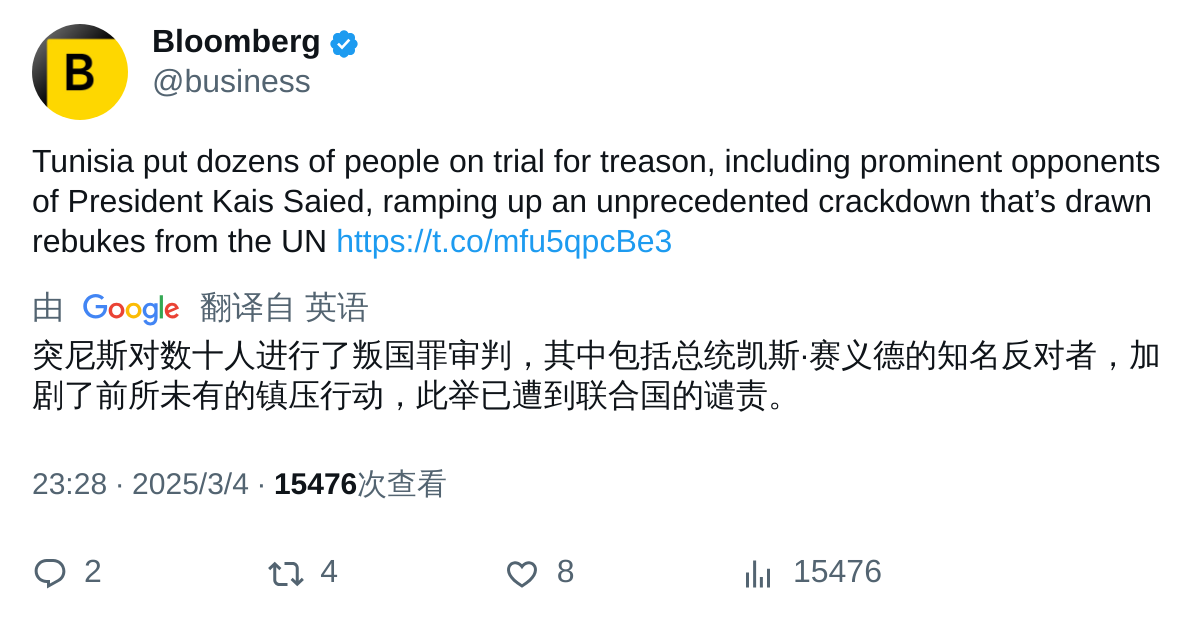 B
Bloomberg
@business
Tunisia put dozens of people on trial for treason, including prominent opponents
of President Kais Saied, ramping up an unprecedented crackdown that’s drawn
rebukes from the UN https://t.co/mfu5qpcBe3
由 Google 翻译自 英语
突尼斯对数十人进行了叛国罪审判，其中包括总统凯斯·赛义德的知名反对者，加
剧了前所未有的镇压行动，此举已遭到联合国的谴责。
23:28 · 2025/3/4 · 15476次查看
2 4 8 15476